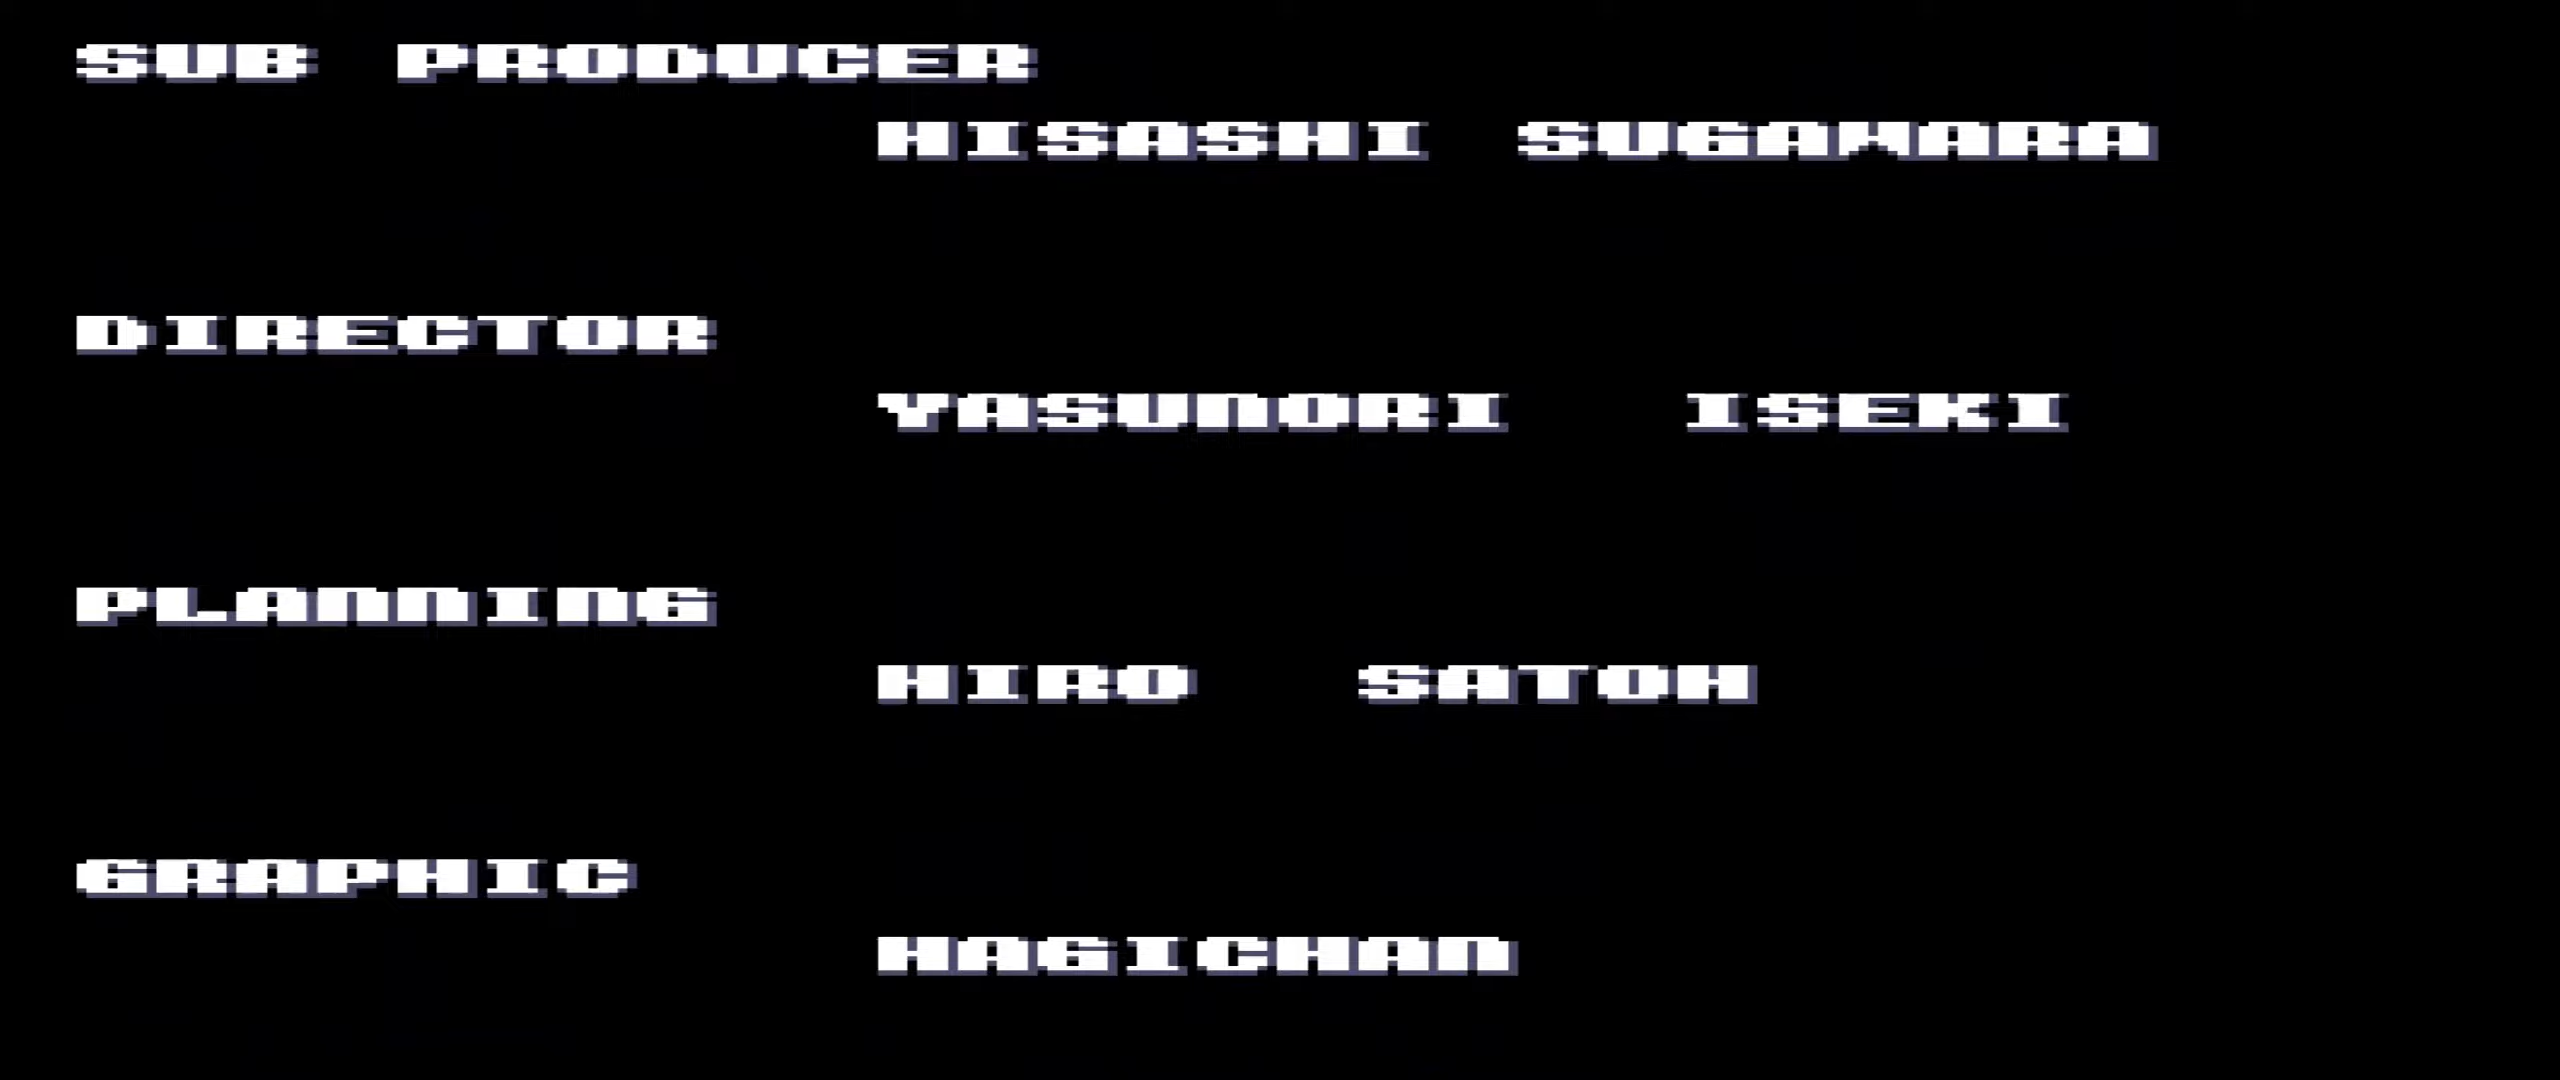 SUB PRODUCER
HISASHI SUGAWARA
DIRECTOR
YASUNORI ISEKI
PLANNING
HIRO SATOH
GRAPHIC
HAGICHAN